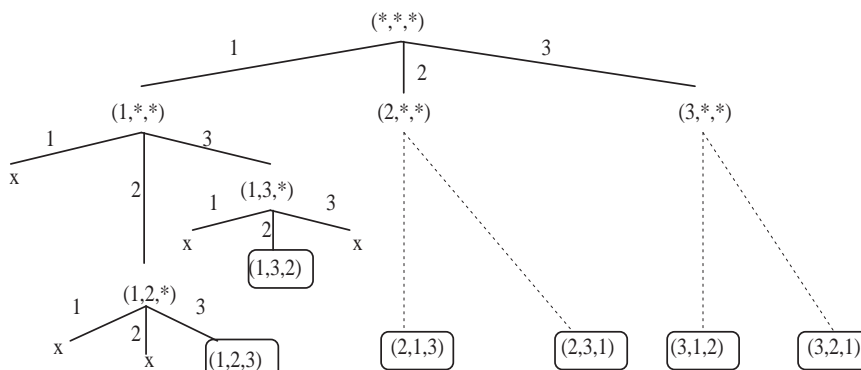 (*,*,*)
1 2 3
(1,*,*) (2,*,*) (3,*,*)
1 2 3
x
(1,3,*)
1 2 3
x x
(1,3,2)
(1,2,*)
1 2 3
x x
(1,2,3) (2,1,3) (2,3,1) (3,1,2) (3,2,1)